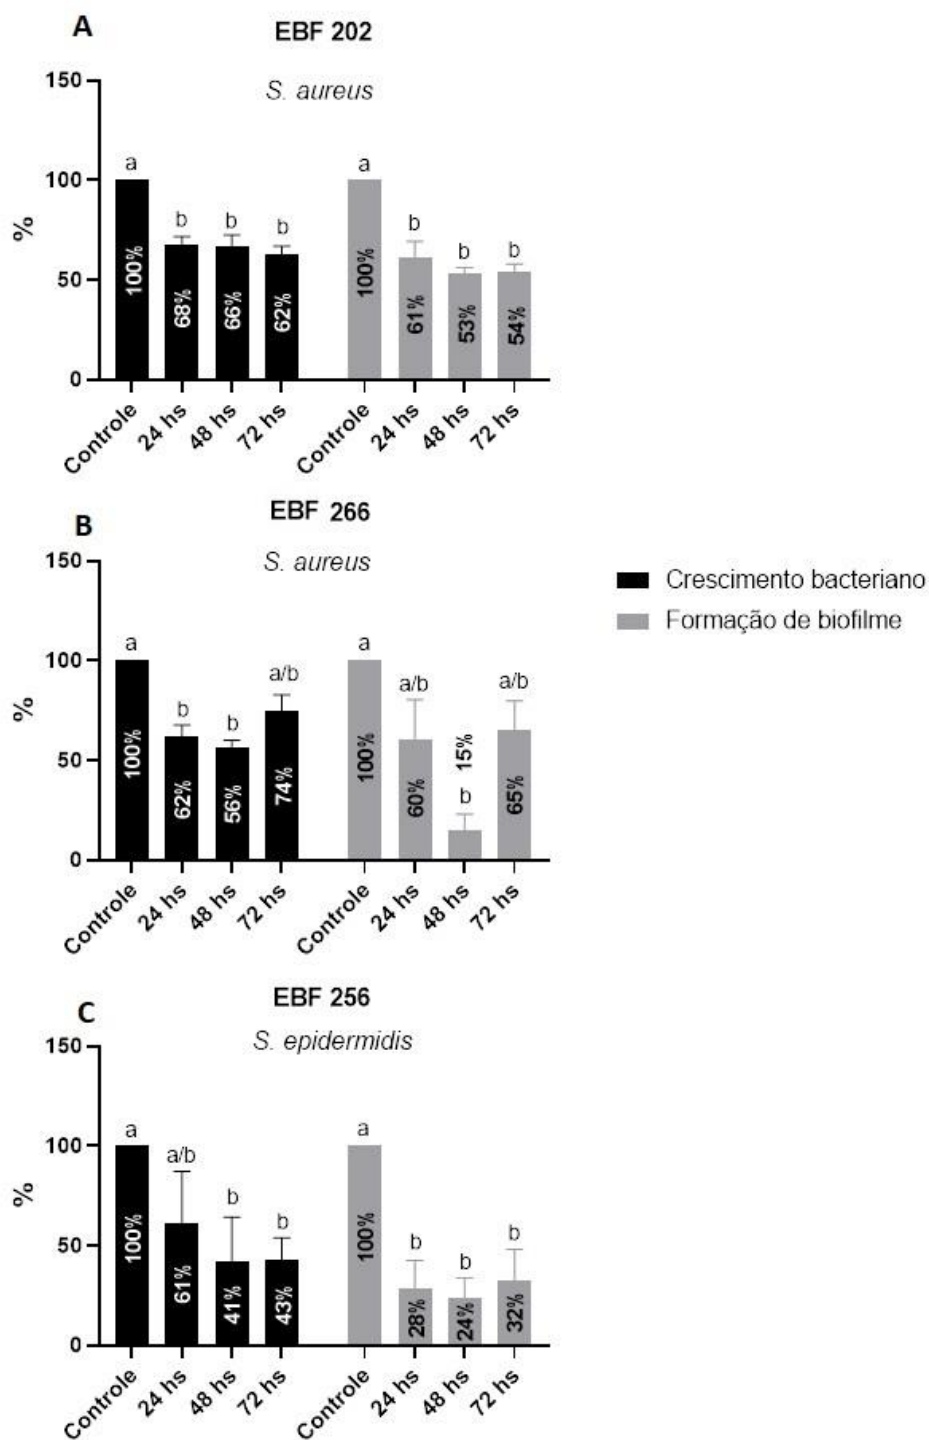 A
EBF 202
S. aureus
150
100
50
0
%
a
b
b
b
a
b
b
b
100%
68%
66%
62%
100%
61%
53%
54%
Controle
24 hs
48 hs
72 hs
Controle
24 hs
48 hs
72 hs
B
EBF 266
S. aureus
150
100
50
0
%
a
b
b
a/b
a
a/b
b
a/b
100%
62%
56%
74%
100%
60%
15%
65%
Controle
24 hs
48 hs
72 hs
Controle
24 hs
48 hs
72 hs
Crescimento bacteriano
Formação de biofilme
C
EBF 256
S. epidermidis
150
100
50
0
%
a
a/b
b
b
a
b
b
b
100%
61%
41%
43%
100%
28%
24%
32%
Controle
24 hs
48 hs
72 hs
Controle
24 hs
48 hs
72 hs